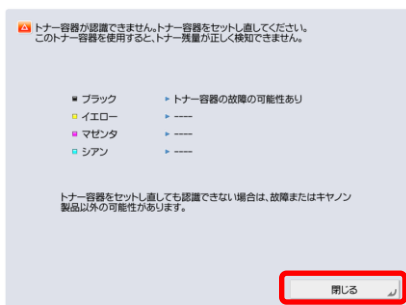 トナー容器が認識できません。トナー容器をセットし直してください。
このトナー容器を使用すると、トナー残量が正しく検知できません。
ブラック ▶ トナー容器の故障の可能性あり
イエロー ▶ ----
マゼンタ ▶ ----
シアン ▶ ----
トナー容器をセットし直しても認識できない場合は、故障またはキヤノン
製品以外の可能性があります。
閉じる